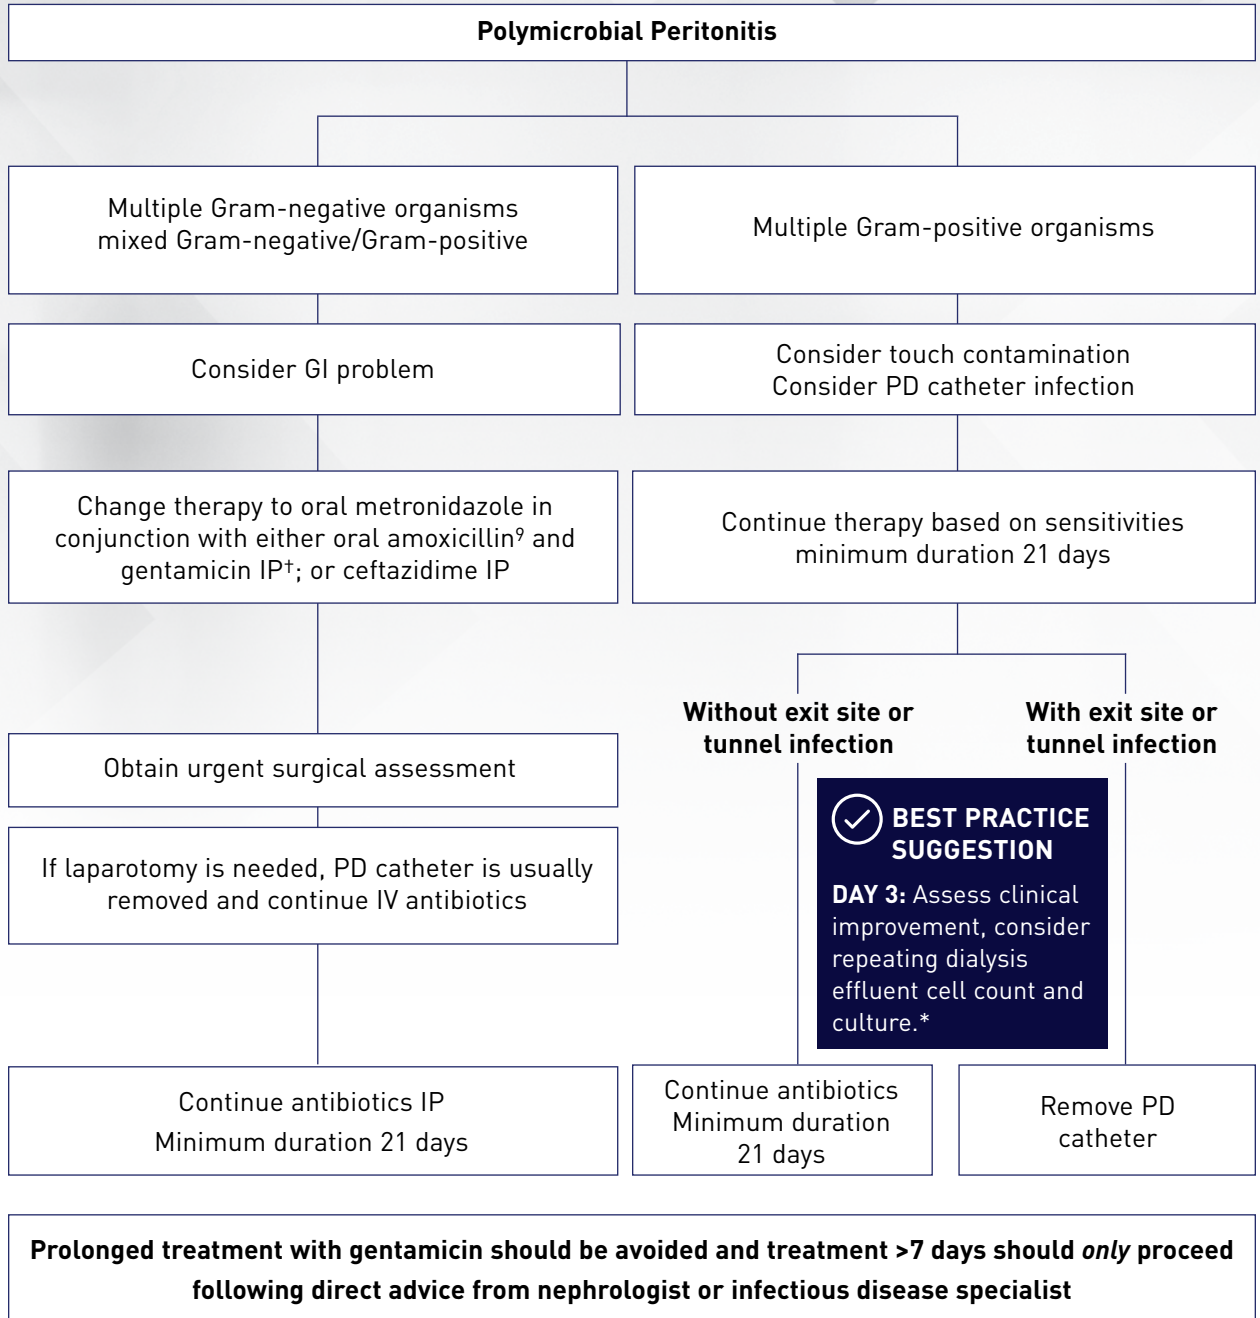 Polymicrobial Peritonitis
Multiple Gram-negative organisms
mixed Gram-negative/Gram-positive
Multiple Gram-positive organisms
Consider GI problem
Consider touch contamination
Consider PD catheter infection
Change therapy to oral metronidazole in
conjunction with either oral amoxicillin⁹ and
gentamicin IP†; or ceftazidime IP
Continue therapy based on sensitivities
minimum duration 21 days
Without exit site or
tunnel infection
With exit site or
tunnel infection
Obtain urgent surgical assessment
If laparotomy is needed, PD catheter is usually
removed and continue IV antibiotics
BEST PRACTICE
SUGGESTION
DAY 3: Assess clinical
improvement, consider
repeating dialysis
effluent cell count and
culture.*
Continue antibiotics IP
Minimum duration 21 days
Continue antibiotics
Minimum duration
21 days
Remove PD
catheter
Prolonged treatment with gentamicin should be avoided and treatment >7 days should only proceed
following direct advice from nephrologist or infectious disease specialist